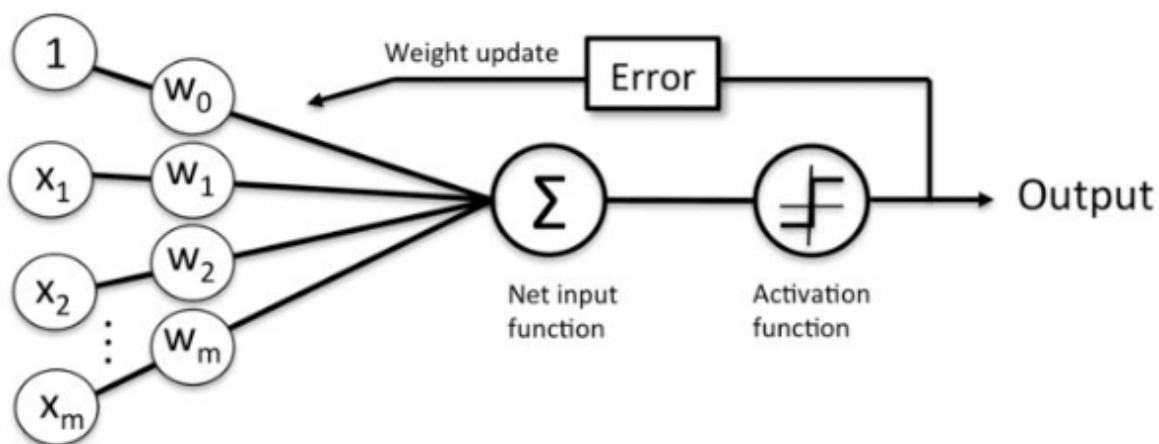 1
w₀
Weight update
Error
x₁
w₁
Σ
Output
x₂
w₂
Net input
function
Activation
function
⋮
wₘ
xₘ